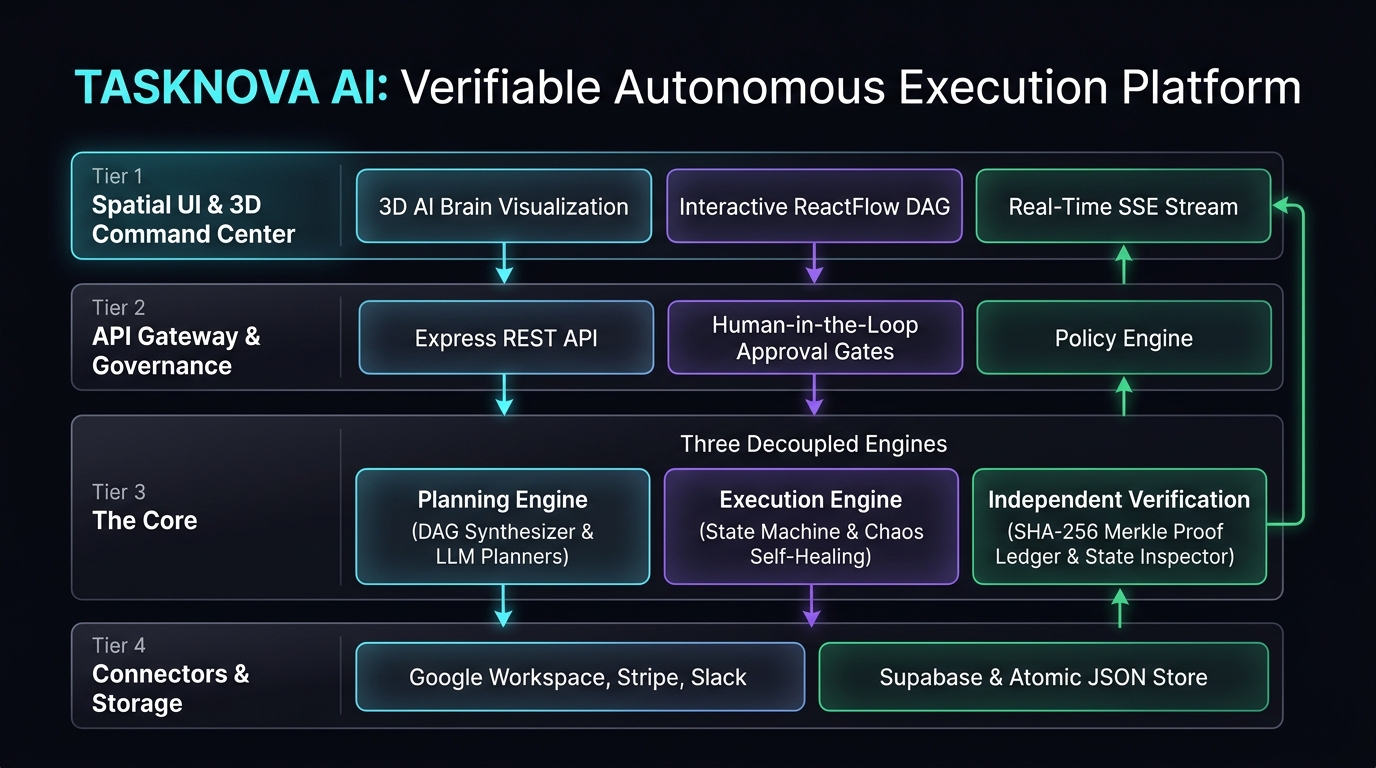 TASKNOVA AI: Verifiable Autonomous Execution Platform
Tier 1
Spatial UI & 3D
Command Center
3D AI Brain Visualization
Interactive ReactFlow DAG
Real-Time SSE Stream
Tier 2
API Gateway &
Governance
Express REST API
Human-in-the-Loop
Approval Gates
Policy Engine
Tier 3
The Core
Three Decoupled Engines
Planning Engine
(DAG Synthesizer &
LLM Planners)
Execution Engine
(State Machine & Chaos
Self-Healing)
Independent Verification
(SHA-256 Merkle Proof
Ledger & State Inspector)
Tier 4
Connectors &
Storage
Google Workspace, Stripe, Slack
Supabase & Atomic JSON Store